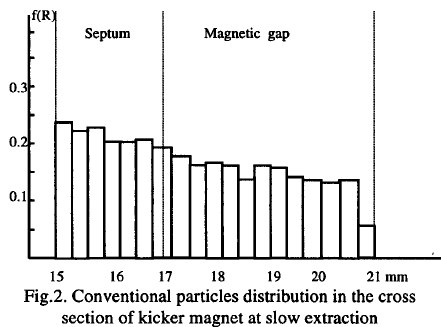 f(R)
Septum
Magnetic gap
0.3
0.2
0.1
15 16 17 18 19 20 21 mm
Fig.2. Conventional particles distribution in the cross
section of kicker magnet at slow extraction